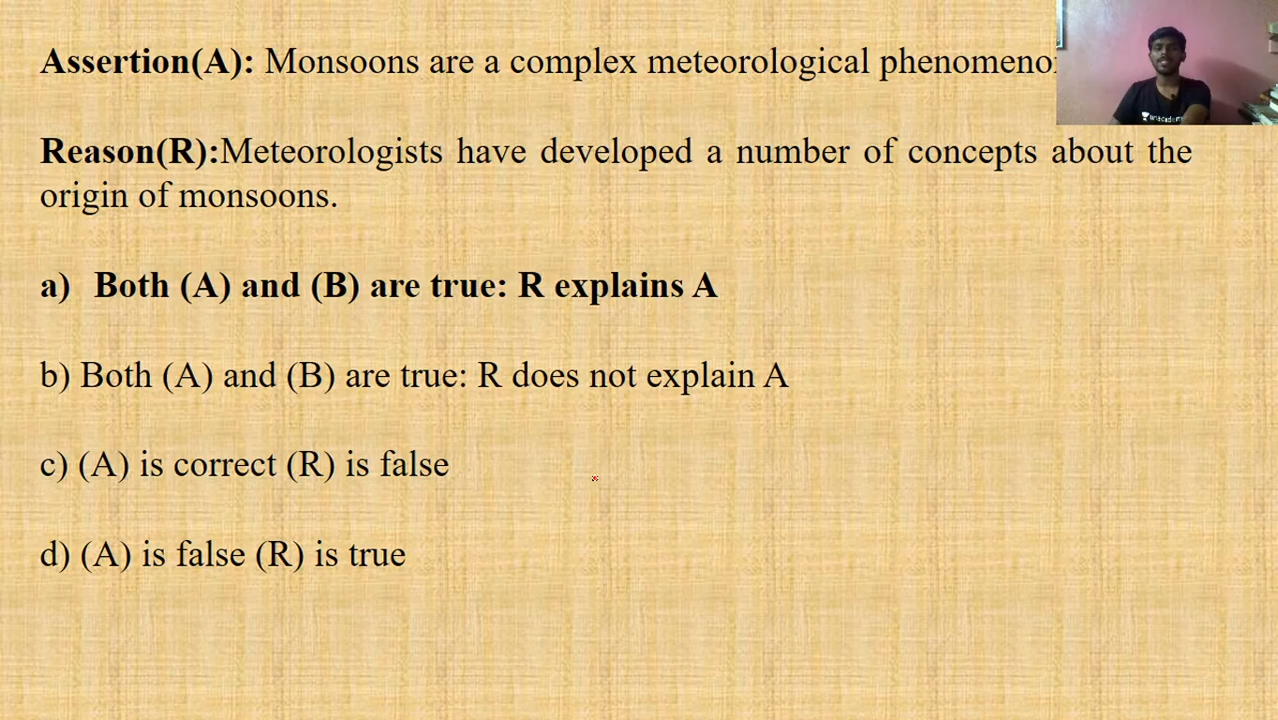 Assertion(A): Monsoons are a complex meteorological
Reason(R):Meteorologists have developed a number of concepts about the
origin of monsoons.
a) Both (A) and (B) are true: R explains A
b) Both (A) and (B) are true: R does not explain A
c) (A) is correct (R) is false
d) (A) is false (R) is true